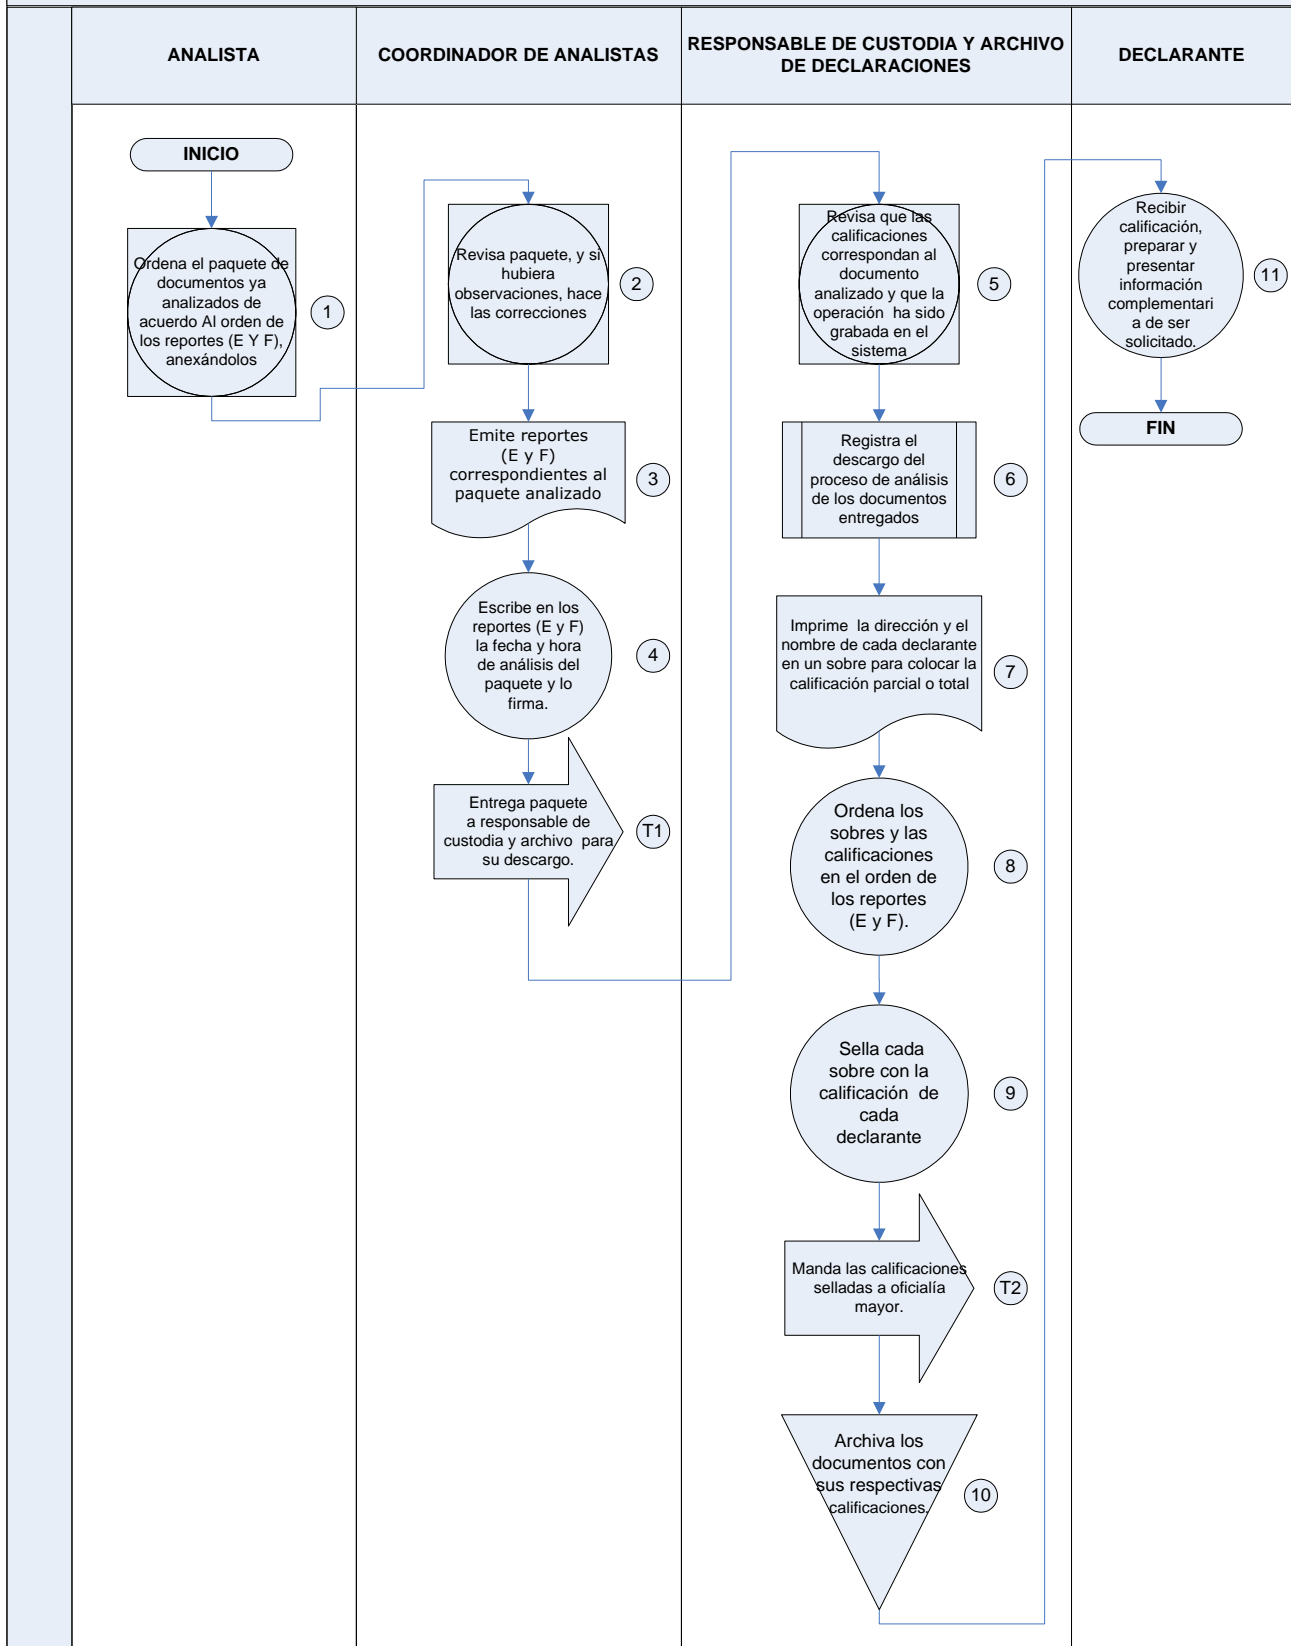 ANALISTA
COORDINADOR DE ANALISTAS
RESPONSABLE DE CUSTODIA Y ARCHIVO
DE DECLARACIONES
DECLARANTE
INICIO
Ordena el paquete de
documentos ya
analizados de
acuerdo Al orden de
los reportes (E Y F),
anexándolos
1
Revisa paquete, y si
hubiera
observaciones, hace
las correcciones
2
Emite reportes
(E y F)
correspondientes al
paquete analizado
3
Escribe en los
reportes (E y F)
la fecha y hora
de análisis del
paquete y lo
firma.
4
Entrega paquete
a responsable de
custodia y archivo para
su descargo.
T1
Revisa que las
calificaciones
correspondan al
documento
analizado y que la
operación ha sido
grabada en el
sistema
5
Registra el
descargo del
proceso de análisis
de los documentos
entregados
6
Imprime la dirección y el
nombre de cada declarante
en un sobre para colocar la
calificación parcial o total
7
Ordena los
sobres y las
calificaciones
en el orden de
los reportes
(E y F).
8
Sella cada
sobre con la
calificación de
cada
declarante
9
Manda las calificaciones
selladas a oficialía
mayor.
T2
Archiva los
documentos con
sus respectivas
calificaciones.
10
Recibir
calificación,
preparar y
presentar
información
complementari
a de ser
solicitado.
11
FIN